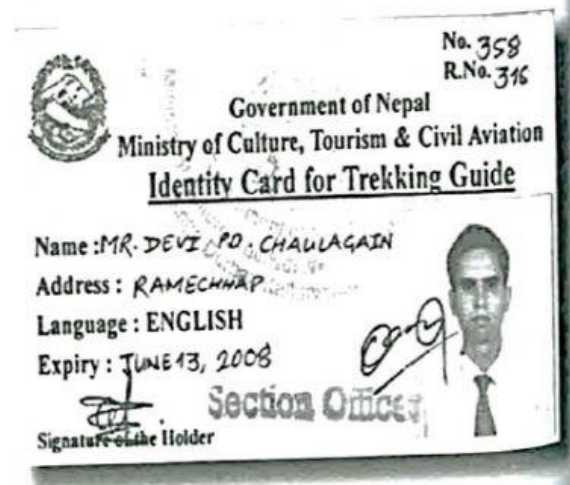 No. 358
R.No. 316
Government of Nepal
Ministry of Culture, Tourism & Civil Aviation
Identity Card for Trekking Guide
Name : MR. DEVI PD. CHAULAGAIN
Address : RAMECHHAP
Language : ENGLISH
Expiry : JUNE 13, 2008
Section Officer
Signature of the Holder